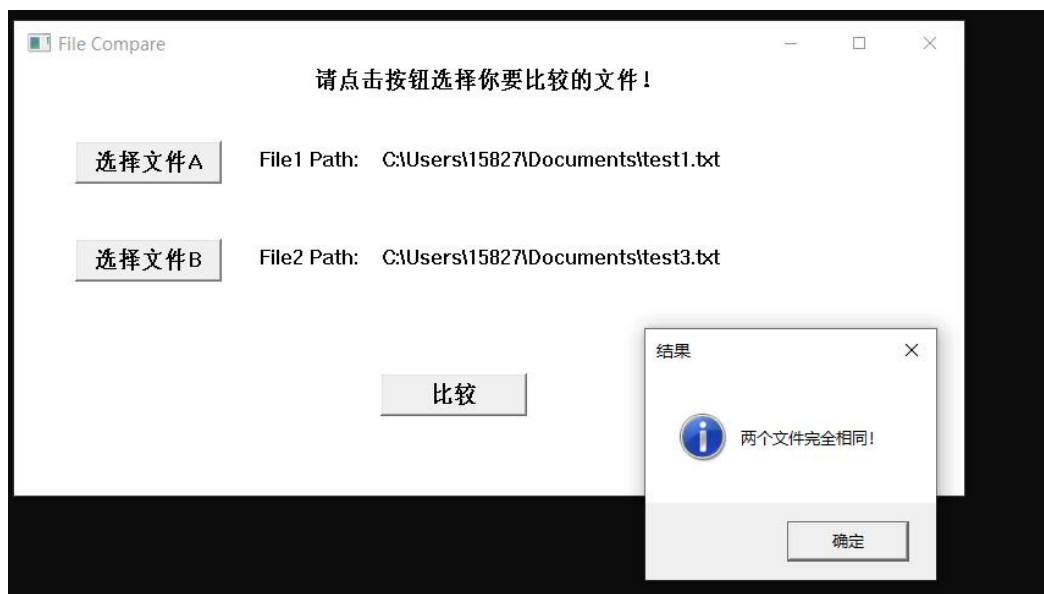 File Compare
请点击按钮选择你要比较的文件!
选择文件A File1 Path: C:\Users\15827\Documents\test1.txt
选择文件B File2 Path: C:\Users\15827\Documents\test3.txt
比较
结果
两个文件完全相同!
确定